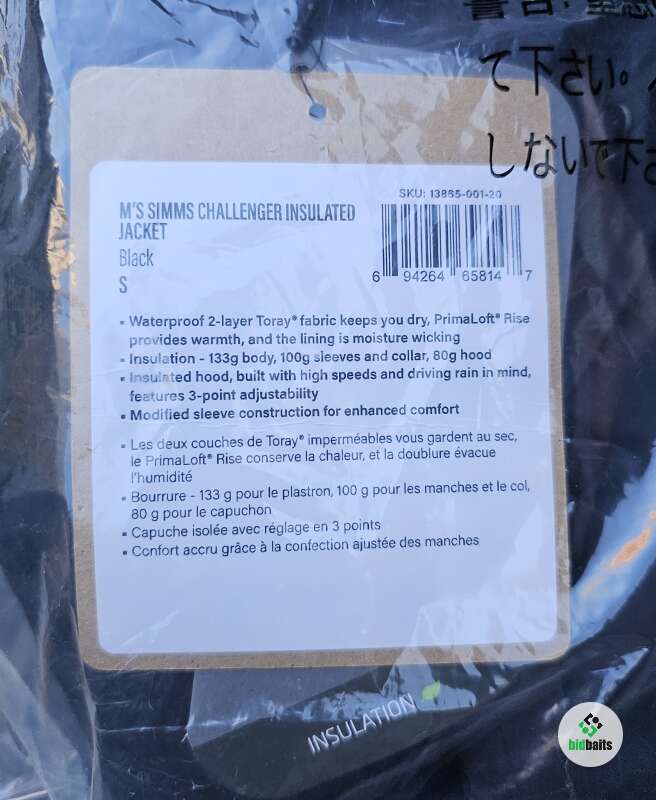 警告:
て下さい。
しないで下さ
SKU: 13865-001-20
M'S SIMMS CHALLENGER INSULATED
JACKET
Black
S
6 94264 65814 7
• Waterproof 2-layer Toray® fabric keeps you dry, PrimaLoft® Rise
provides warmth, and the lining is moisture wicking
• Insulation - 133g body, 100g sleeves and collar, 80g hood
• Insulated hood, built with high speeds and driving rain in mind,
features 3-point adjustability
• Modified sleeve construction for enhanced comfort
• Les deux couches de Toray® imperméables vous gardent au sec,
le PrimaLoft® Rise conserve la chaleur, et la doublure évacue
l'humidité
• Bourrure - 133 g pour le plastron, 100 g pour les manches et le col,
80 g pour le capuchon
• Capuche isolée avec réglage en 3 points
• Confort accru grâce à la confection ajustée des manches
INSULATION
bidbaits